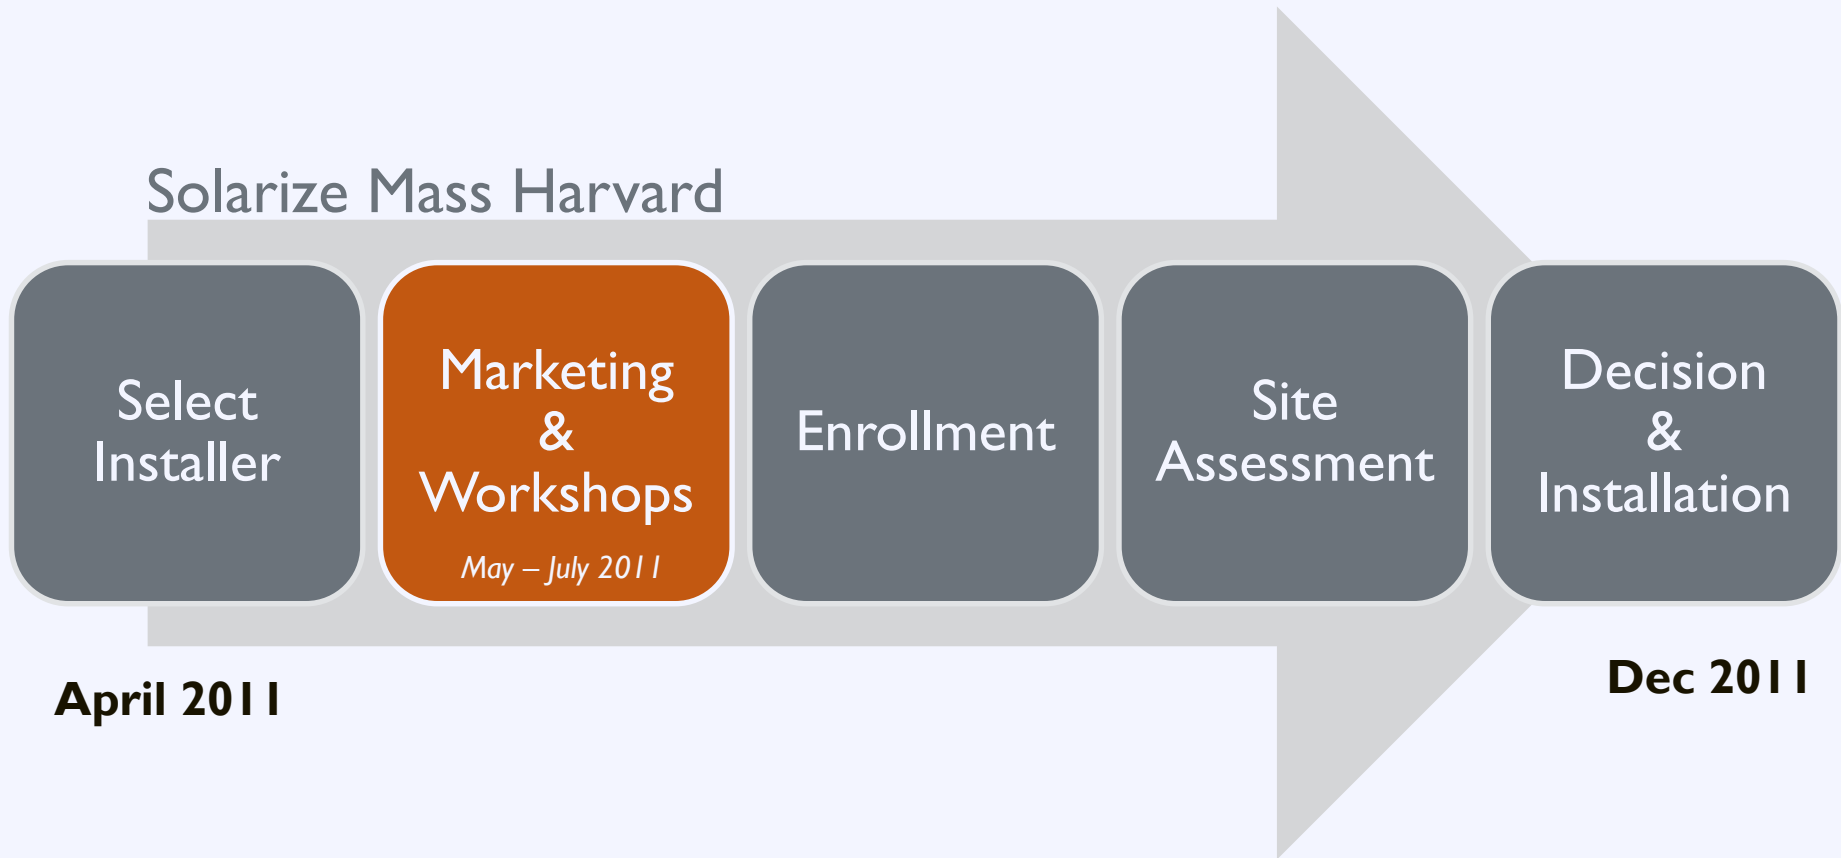 Solarize Mass Harvard
Select
Installer
Marketing
&
Workshops
May – July 2011
Enrollment
Site
Assessment
Decision
&
Installation
April 2011
Dec 2011